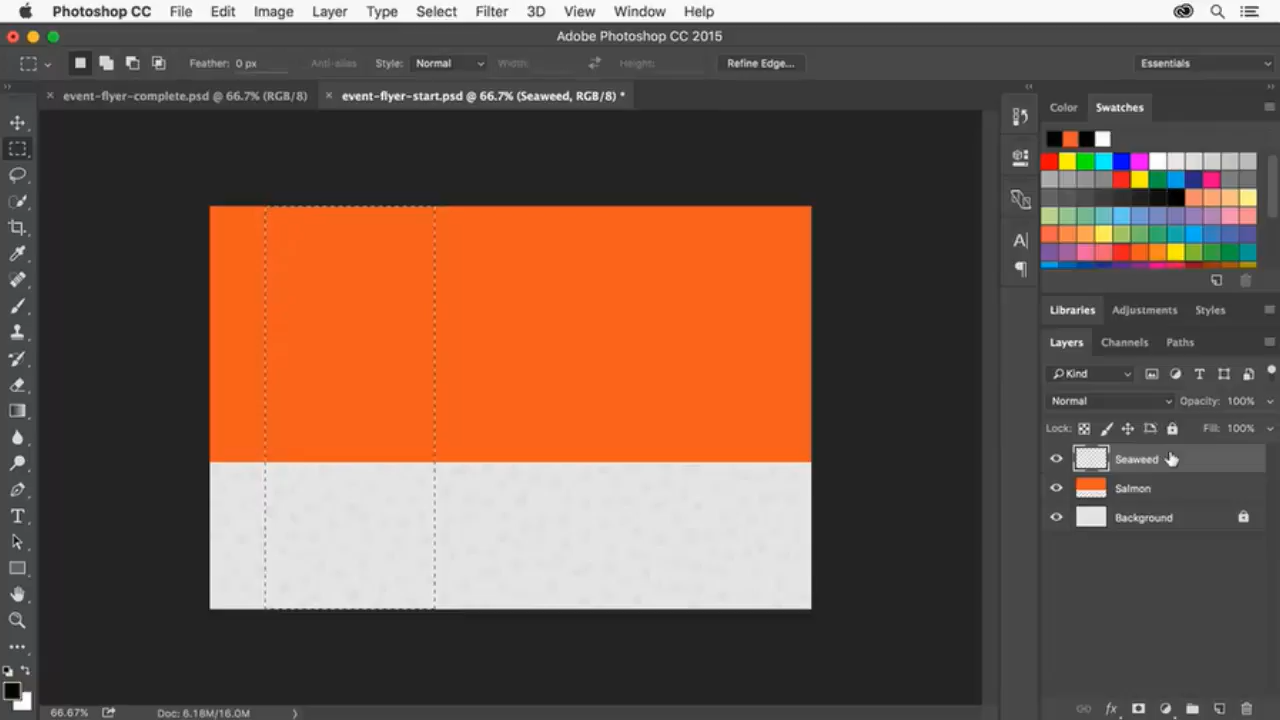 Photoshop CC File Edit Image Layer Type Select Filter 3D View Window Help
Adobe Photoshop CC 2015
Feather: 0 px Anti-alias Style: Normal Width: Height: Refine Edge... Essentials
event-flyer-complete.psd @ 66.7% (RGB/8) event-flyer-start.psd @ 66.7% (Seaweed, RGB/8) *
Color Swatches
Libraries Adjustments Styles
Layers Channels Paths
Kind
Normal Opacity: 100%
Lock: Fill: 100%
Seaweed
Salmon
Background
66.67% Doc: 6.18M/16.0M